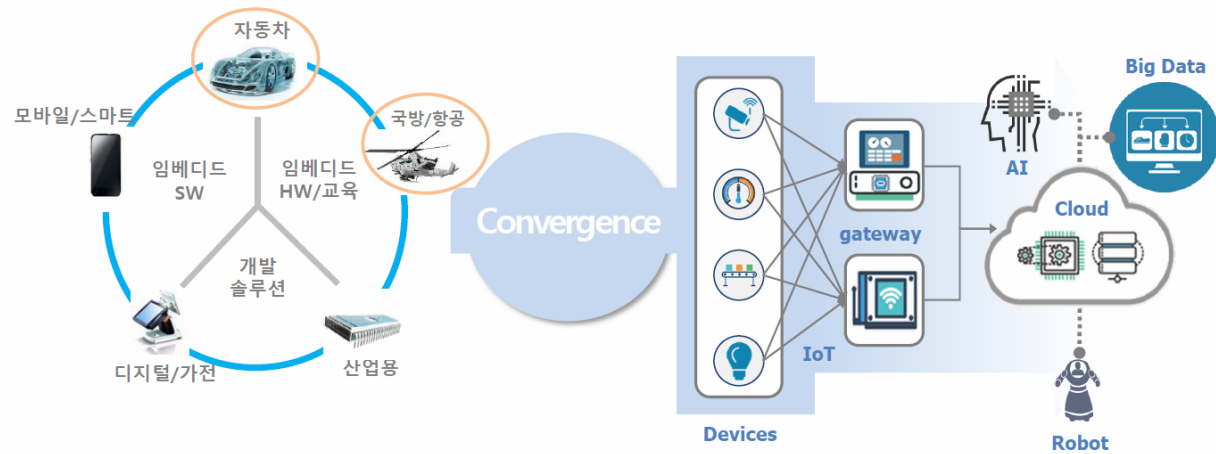 자동차
모바일/스마트
국방/항공
임베디드
SW
임베디드
HW/교육
개발
솔루션
디지털/가전
산업용
Convergence
Devices
gateway
IoT
AI
Big Data
Cloud
Robot